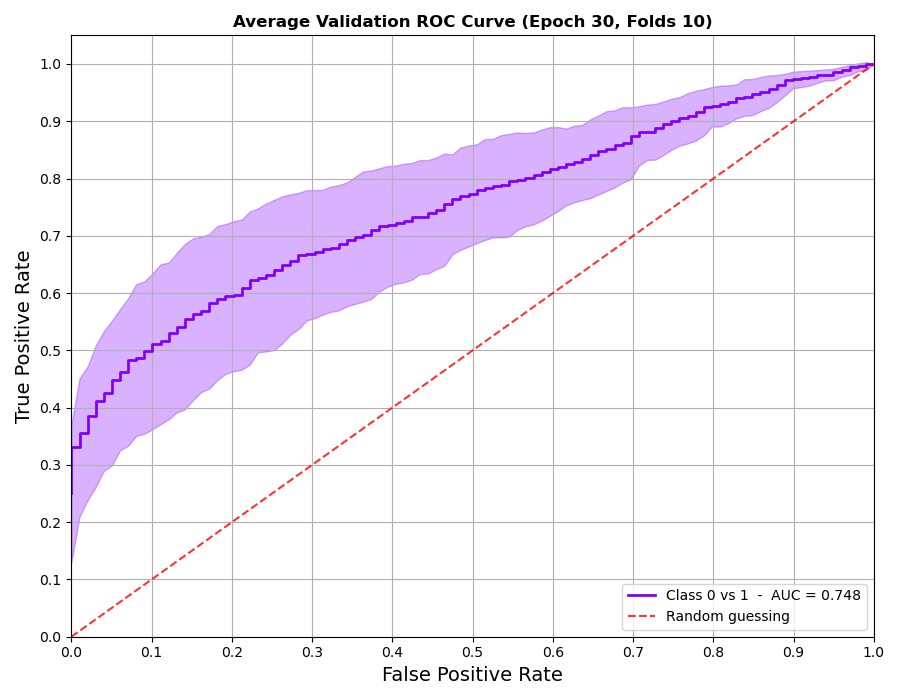 Average Validation ROC Curve (Epoch 30, Folds 10)
True Positive Rate
1.0
0.9
0.8
0.7
0.6
0.5
0.4
0.3
0.2
0.1
0.0
Class 0 vs 1 - AUC = 0.748
Random guessing
0.0 0.1 0.2 0.3 0.4 0.5 0.6 0.7 0.8 0.9 1.0
False Positive Rate